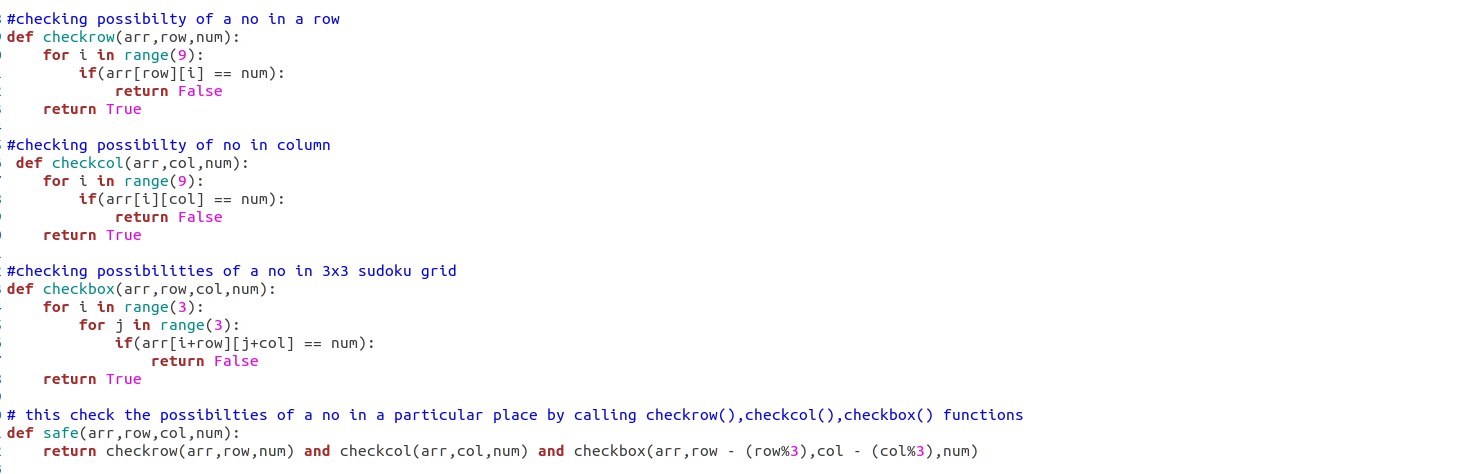 #checking possibilty of a no in a row
def checkrow(arr,row,num):
    for i in range(9):
        if(arr[row][i] == num):
            return False
    return True

#checking possibilty of no in column
 def checkcol(arr,col,num):
    for i in range(9):
        if(arr[i][col] == num):
            return False
    return True

#checking possibilities of a no in 3x3 sudoku grid
def checkbox(arr,row,col,num):
    for i in range(3):
        for j in range(3):
            if(arr[i+row][j+col] == num):
                return False
    return True

# this check the possibilties of a no in a particular place by calling checkrow(),checkcol(),checkbox() functions
def safe(arr,row,col,num):
    return checkrow(arr,row,num) and checkcol(arr,col,num) and checkbox(arr,row - (row%3),col - (col%3),num)